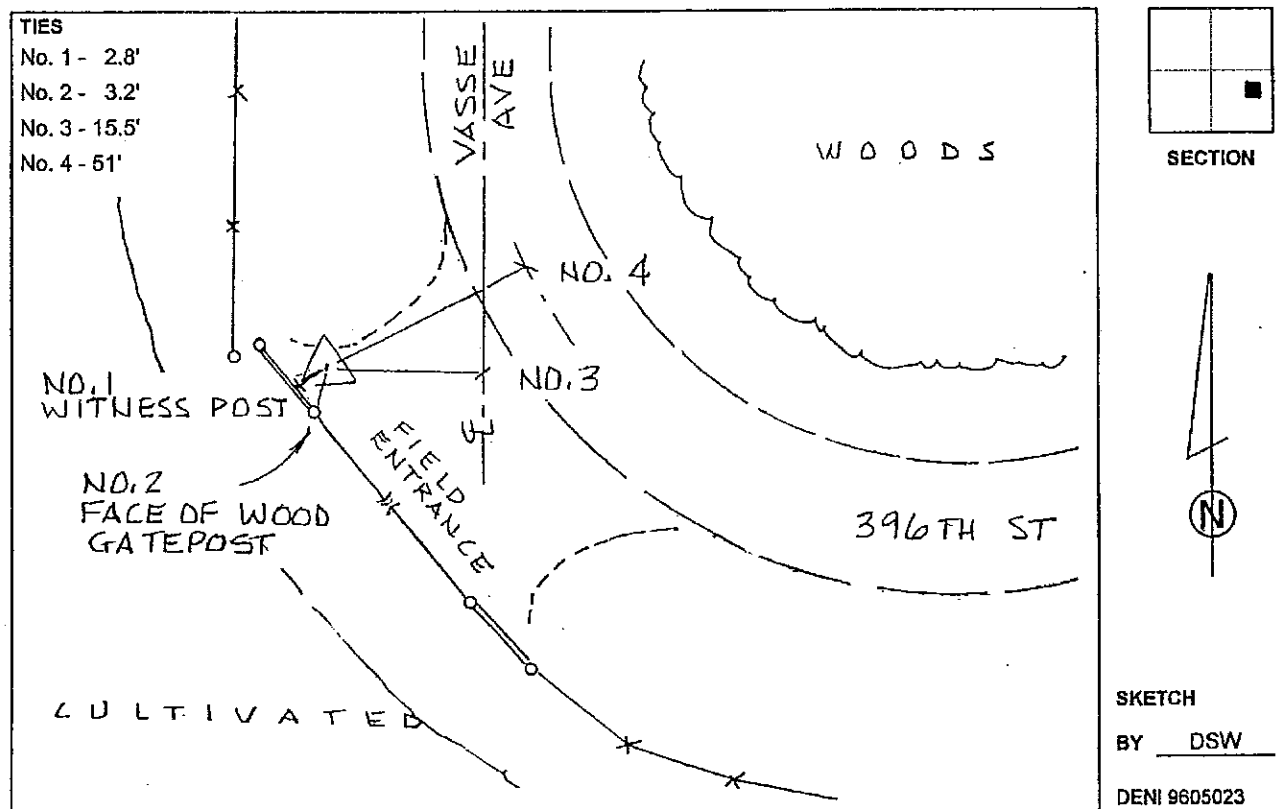 TIES
No. 1 - 2.8'
No. 2 - 3.2'
No. 3 - 15.5'
No. 4 - 51'
VASSE
AVE
WOODS
SECTION
NO. 4
NO. 3
NO. 1
WITNESS POST
℄
FIELD
ENTRANCE
NO. 2
FACE OF WOOD
GATEPOST
396TH ST
N
CULTIVATED
SKETCH
BY DSW
DENI 9605023